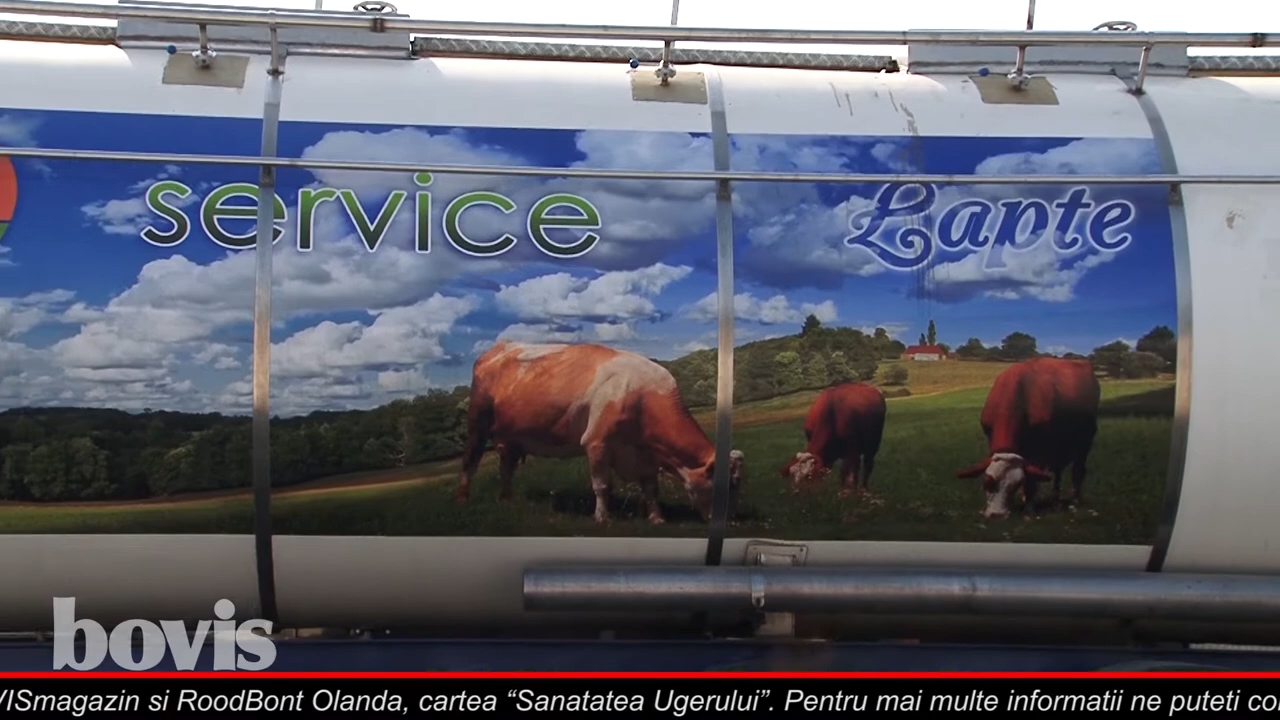 service Lapte
bovis
VISmagazin si RoodBont Olanda, cartea “Sanatatea Ugerului”. Pentru mai multe informatii ne puteti co